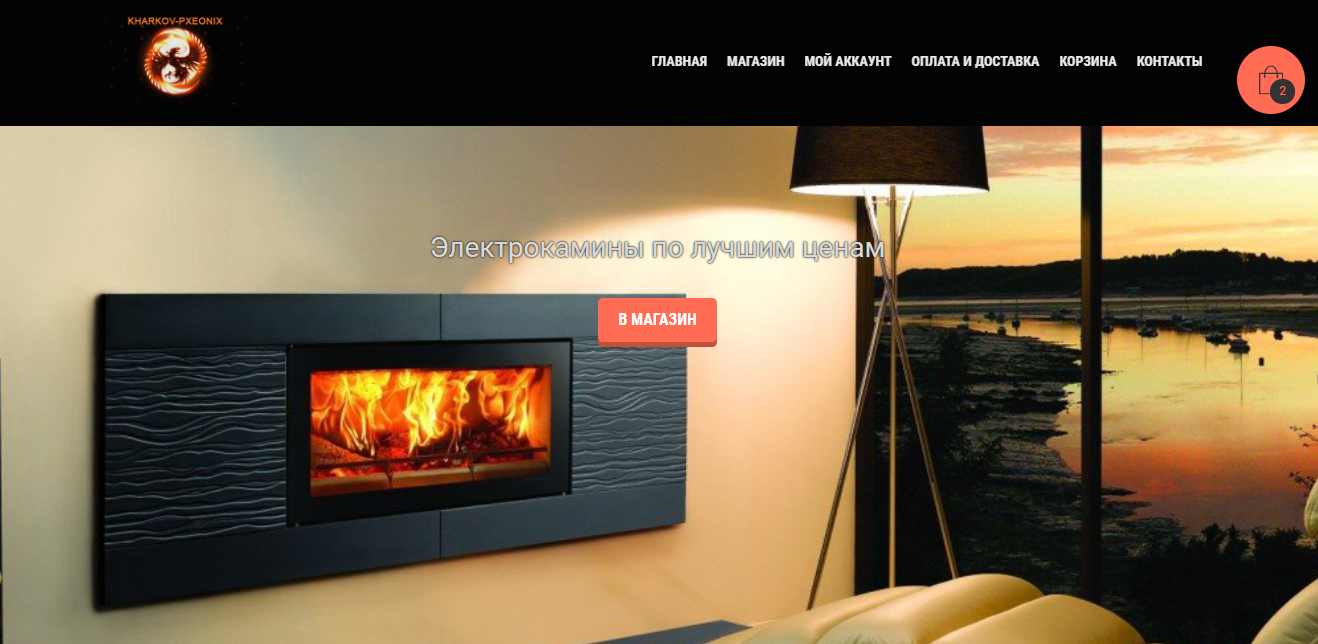 KHARKOV-PXEONIX
ГЛАВНАЯ МАГАЗИН МОЙ АККАУНТ ОПЛАТА И ДОСТАВКА КОРЗИНА КОНТАКТЫ
2
Электрокамины по лучшим ценам
В МАГАЗИН